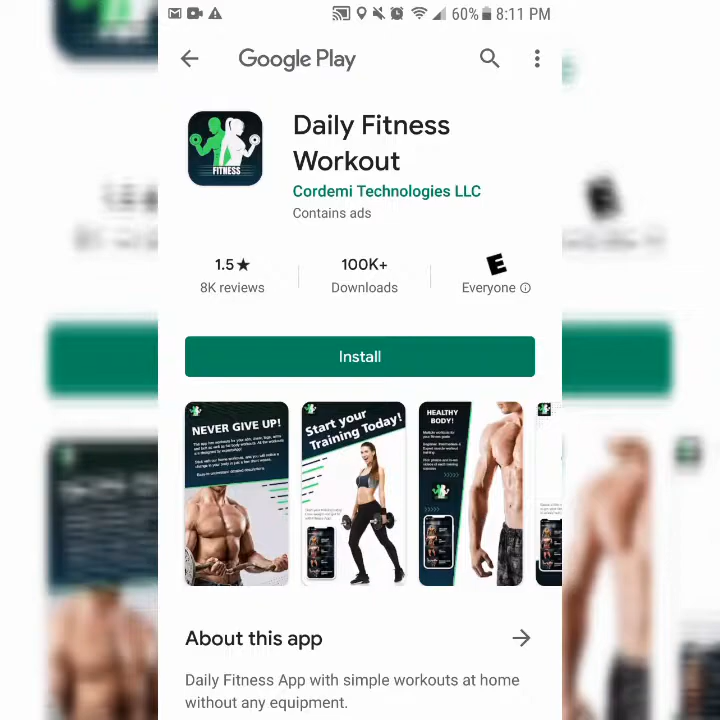 60% 8:11 PM
Google Play
FITNESS
Daily Fitness
Workout
Cordemi Technologies LLC
Contains ads
1.5★
8K reviews
100K+
Downloads
E
Everyone
Install
NEVER GIVE UP!
Start your
Training Today!
HEALTHY
BODY!
About this app
Daily Fitness App with simple workouts at home
without any equipment.